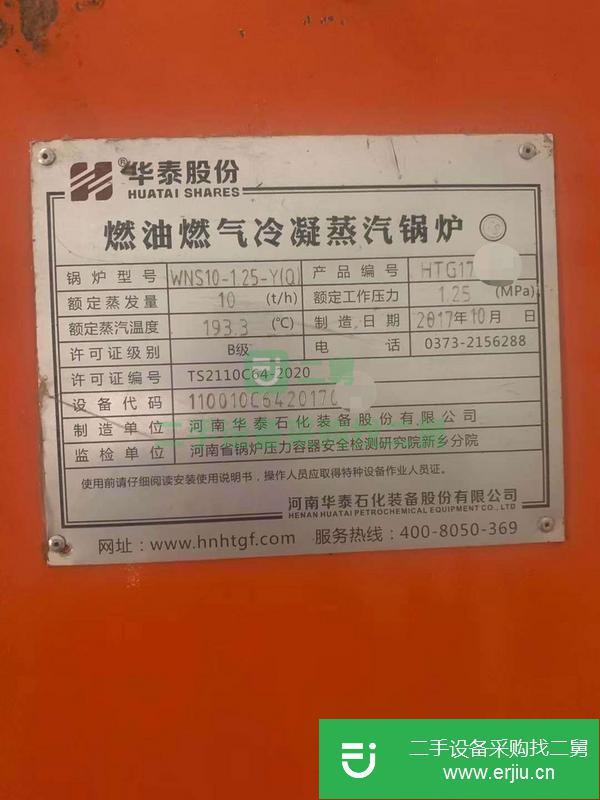 ®华泰股份
HUATAI SHARES
燃油燃气冷凝蒸汽锅炉
锅炉型号 WNS10-1.25-Y(Q) 产品编号 HTG17
额定蒸发量 10 (t/h) 额定工作压力 1.25 (MPa)
额定蒸汽温度 193.3 (℃) 制造日期 2017年10月 日
许可证级别 B级 电话 0373-2156288
许可证编号 TS2110C64-2020
设备代码 110010C6420170
制造单位 河南华泰石化装备股份有限公司
监检单位 河南省锅炉压力容器安全检测研究院新乡分院
使用前请仔细阅读安装使用说明书，操作人员应取得特种设备作业人员证。
河南华泰石化装备股份有限公司
HENAN HUATAI PETROCHEMICAL EQUIPMENT CO.,LTD
网址：www.hnhtgf.com 服务热线：400-8050-369
二舅
二手设备采购找二舅
www.erjiu.cn